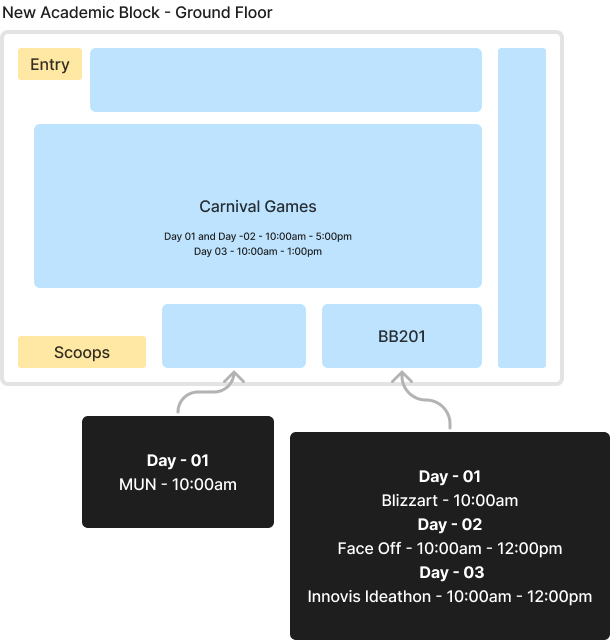 New Academic Block - Ground Floor
Entry
Carnival Games
Day 01 and Day -02 - 10:00am - 5:00pm
Day 03 - 10:00am - 1:00pm
BB201
Scoops
Day - 01
MUN - 10:00am
Day - 01
Blizzart - 10:00am
Day - 02
Face Off - 10:00am - 12:00pm
Day - 03
Innovis Ideathon - 10:00am - 12:00pm